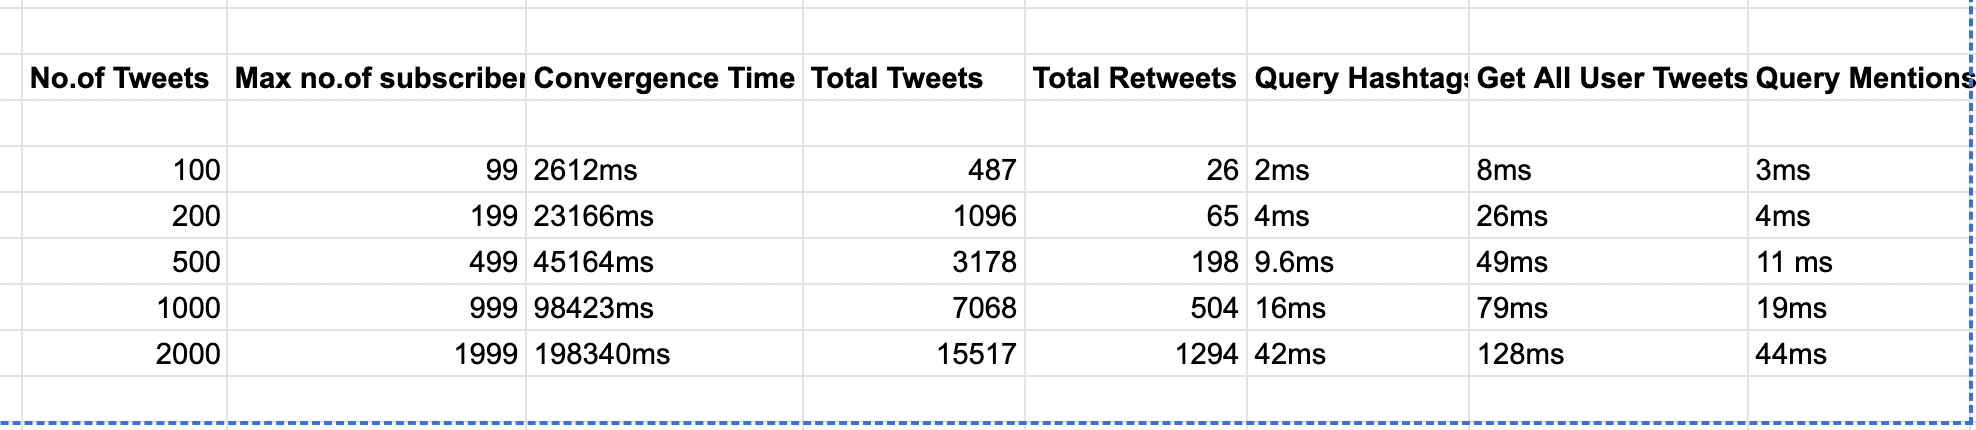 No.of Tweets Max no.of subscriber Convergence Time Total Tweets Total Retweets Query Hashtags Get All User Tweets Query Mentions
100 99 2612ms 487 26 2ms 8ms 3ms
200 199 23166ms 1096 65 4ms 26ms 4ms
500 499 45164ms 3178 198 9.6ms 49ms 11 ms
1000 999 98423ms 7068 504 16ms 79ms 19ms
2000 1999 198340ms 15517 1294 42ms 128ms 44ms